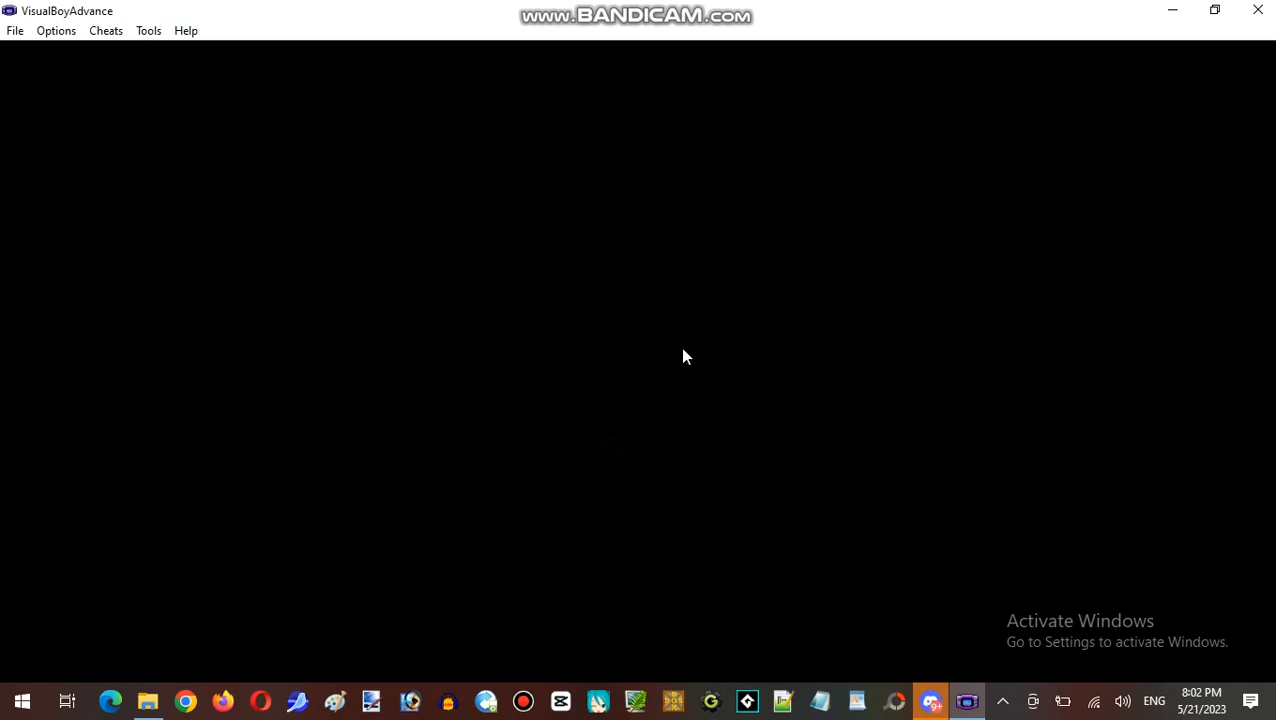 VisualBoyAdvance
www.BANDICAM.com
File Options Cheats Tools Help
Activate Windows
Go to Settings to activate Windows.
9+
ENG
8:02 PM
5/21/2023